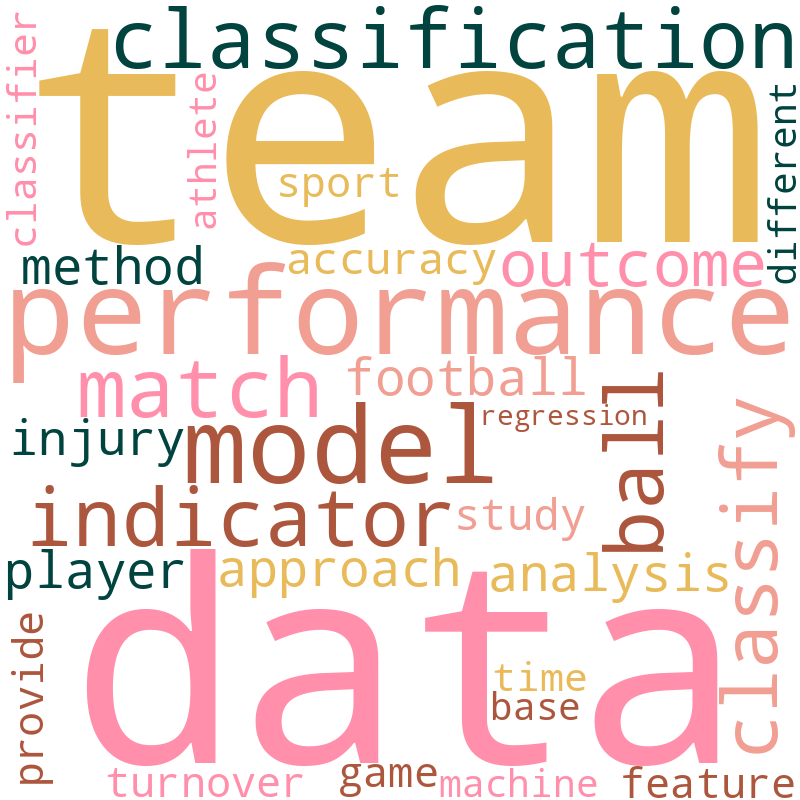 classification
team
classifier
athlete
sport
different
method
accuracy
outcome
performance
match
football
regression
injury
model
ball
classify
indicator
study
player
approach
analysis
data
provide
time
base
turnover
game
machine
feature